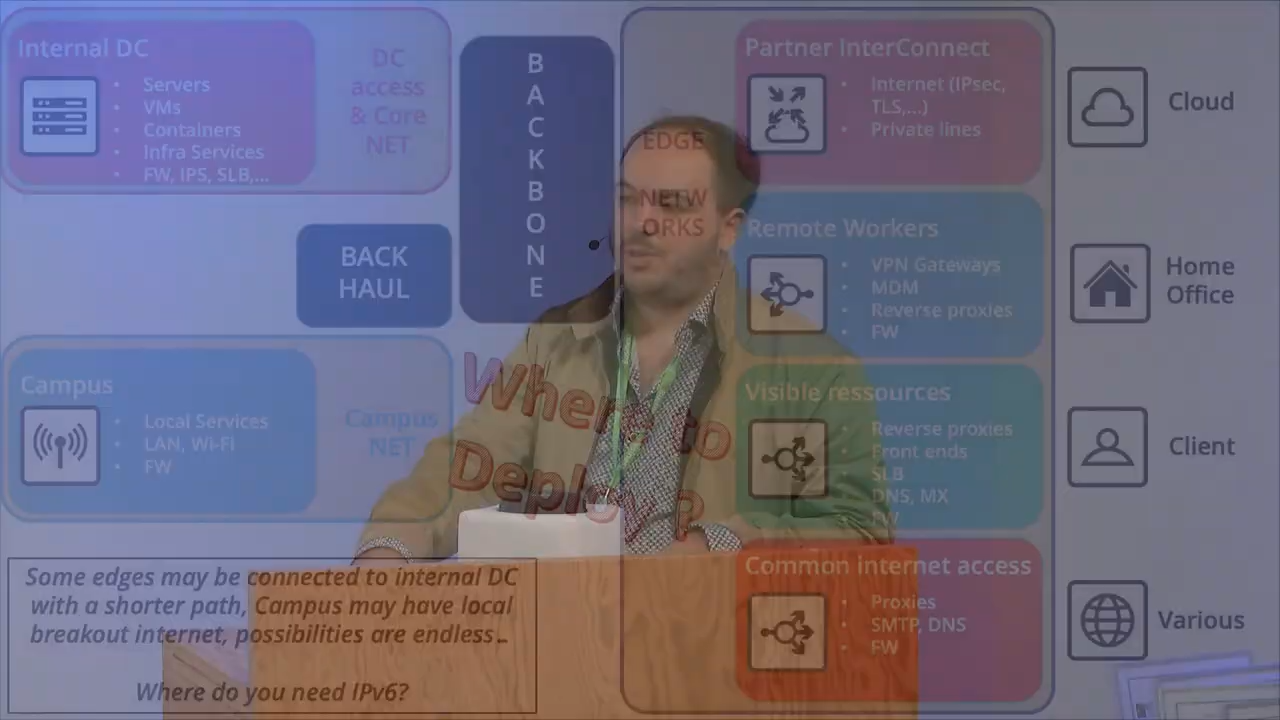 Internal DC
• Servers
• VMs
• Containers
• Infra Services
• FW, IPS, SLB,...
DC
access
& Core
NET
BACK
HAUL
Campus
• Local Services
• LAN, Wi-Fi
• FW
Campus
NET
B
A
C
K
B
O
N
E
Where to
Deploy ?
EDGE
NETW
ORKS
Partner InterConnect
• Internet (IPsec,
TLS,...)
• Private lines
Remote Workers
• VPN Gateways
• MDM
• Reverse proxies
• FW
Visible ressources
• Reverse proxies
• Front ends
• SLB
• DNS, MX
• FW
Common internet access
• Proxies
• SMTP, DNS
• FW
Cloud
Home
Office
Client
Various
Some edges may be connected to internal DC
with a shorter path, Campus may have local
breakout internet, possibilities are endless...
Where do you need IPv6?